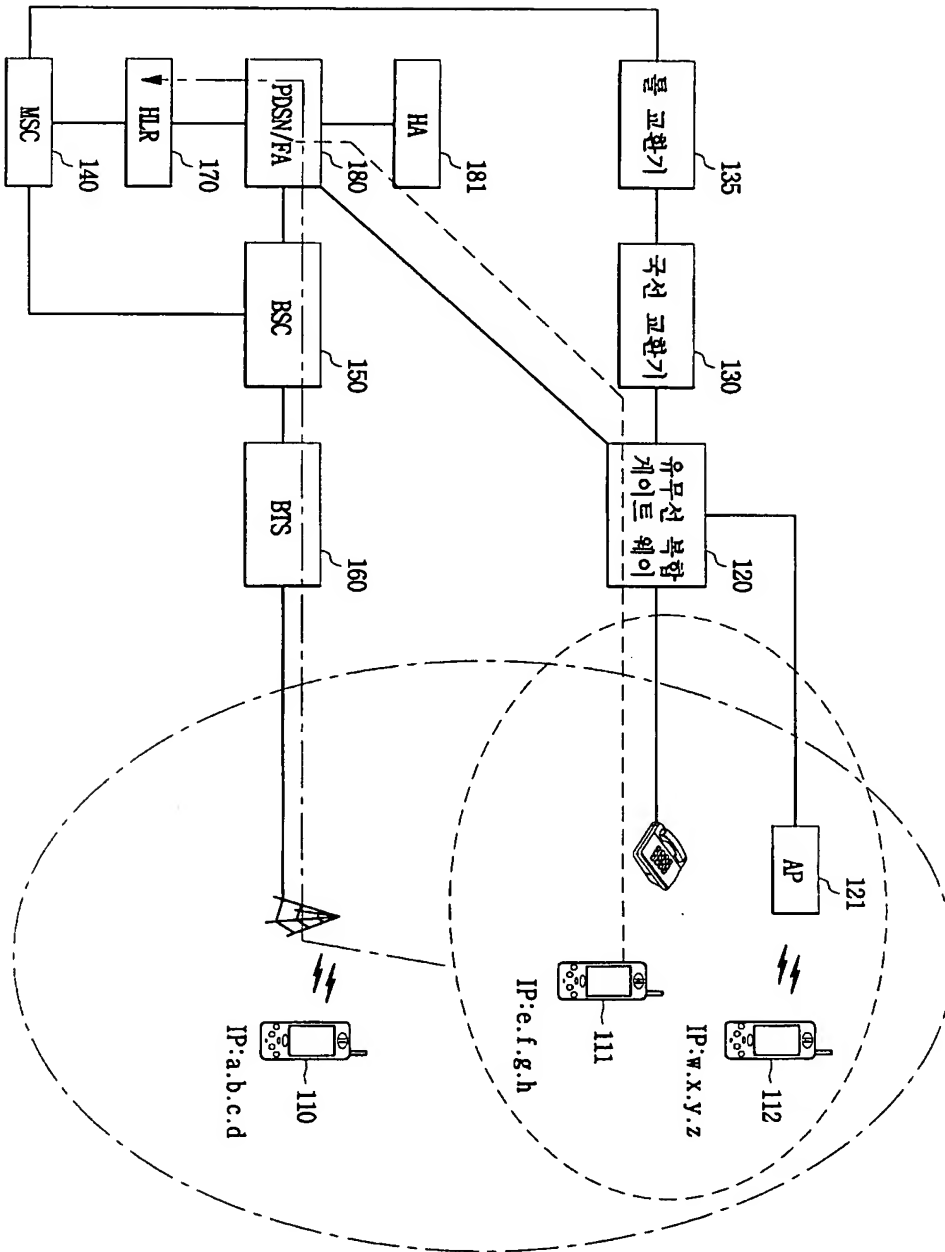 135
톨 교환기
130
국선 교환기
120
유무선 복합
게이트 웨이
121
AP
112
IP:w.x.y.z
111
IP:e.f.g.h
181
HA
180
PDSN/FA
150
BSC
160
BTS
110
IP:a.b.c.d
170
HLR
140
MSC